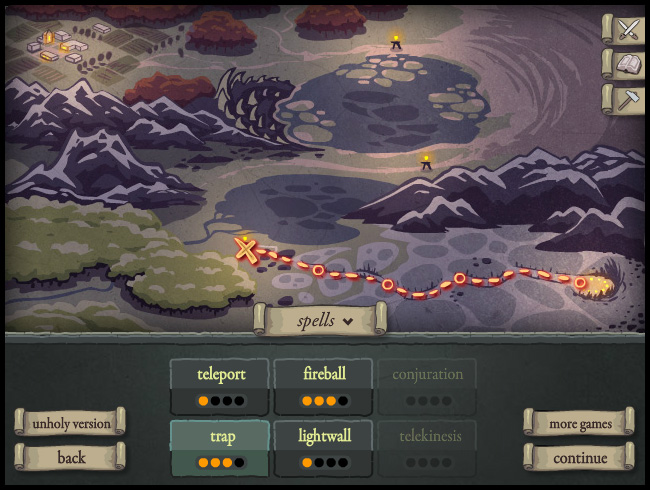 spells
teleport
fireball
conjuration
unholy version
trap
lightwall
telekinesis
more games
back
continue